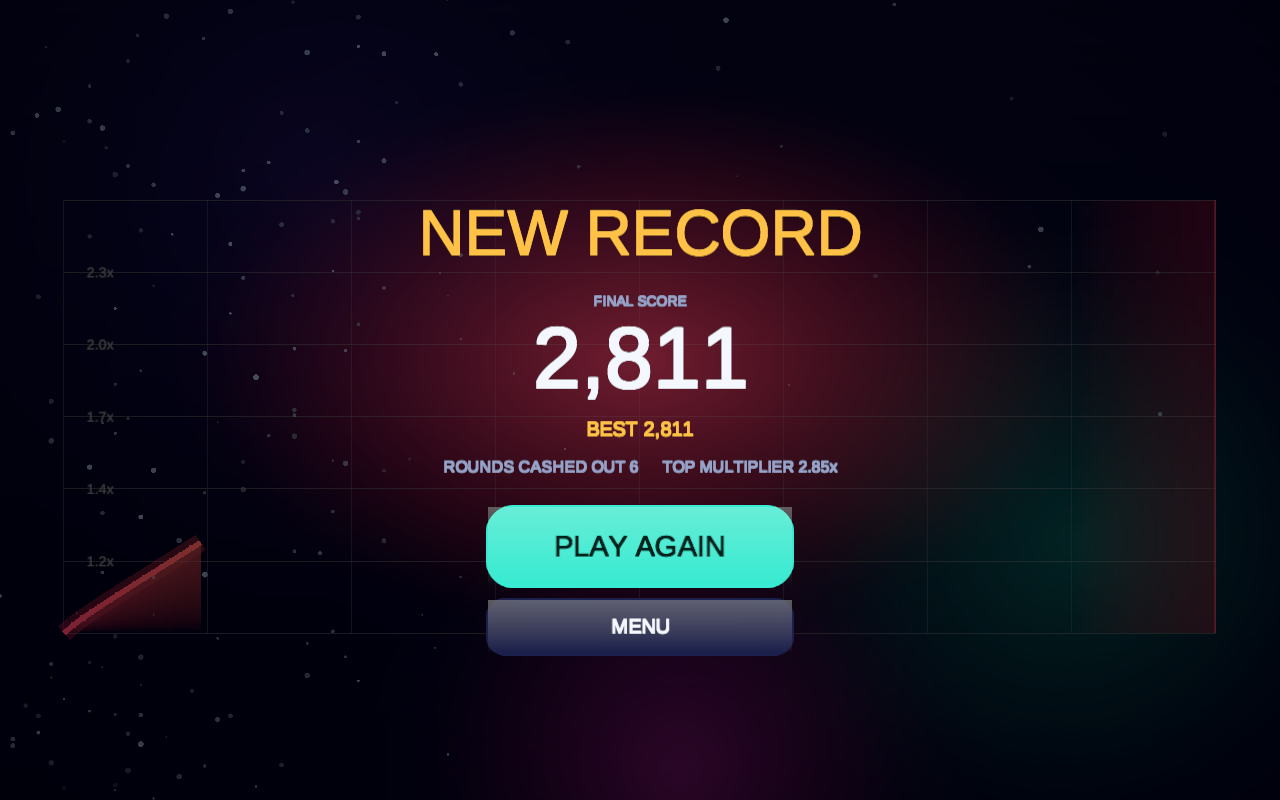 NEW RECORD
2.3x
FINAL SCORE
2,811
2.0x
BEST 2,811
1.7x
ROUNDS CASHED OUT 6 TOP MULTIPLIER 2.85x
1.4x
PLAY AGAIN
1.2x
MENU